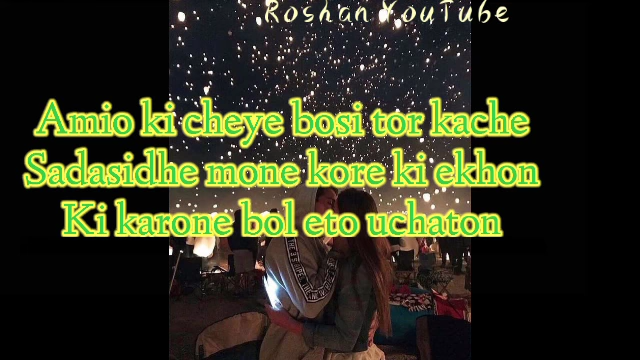 Roshan YouTube
Amio ki cheye bosi tor kache
Sadasidhe mone kore ki ekhon
Ki karone bol eto uchaton